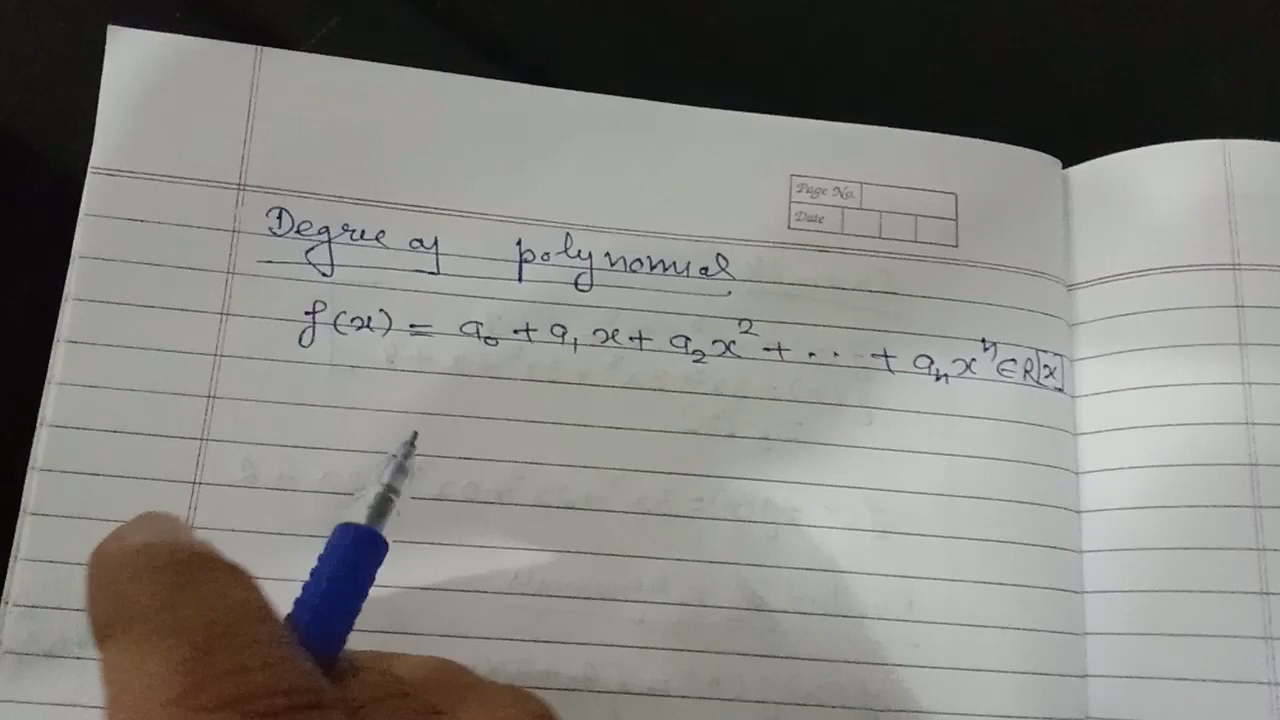 Page No.
Date
Degree of polynomial
f(x) = a₀ + a₁x + a₂x² + ... + aₙxⁿ ∈ R[x]